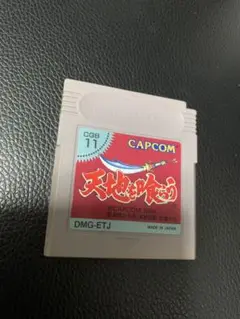 CGB
11
CAPCOM
天地を喰らう
DMG-ETJ
MADE IN JAPAN